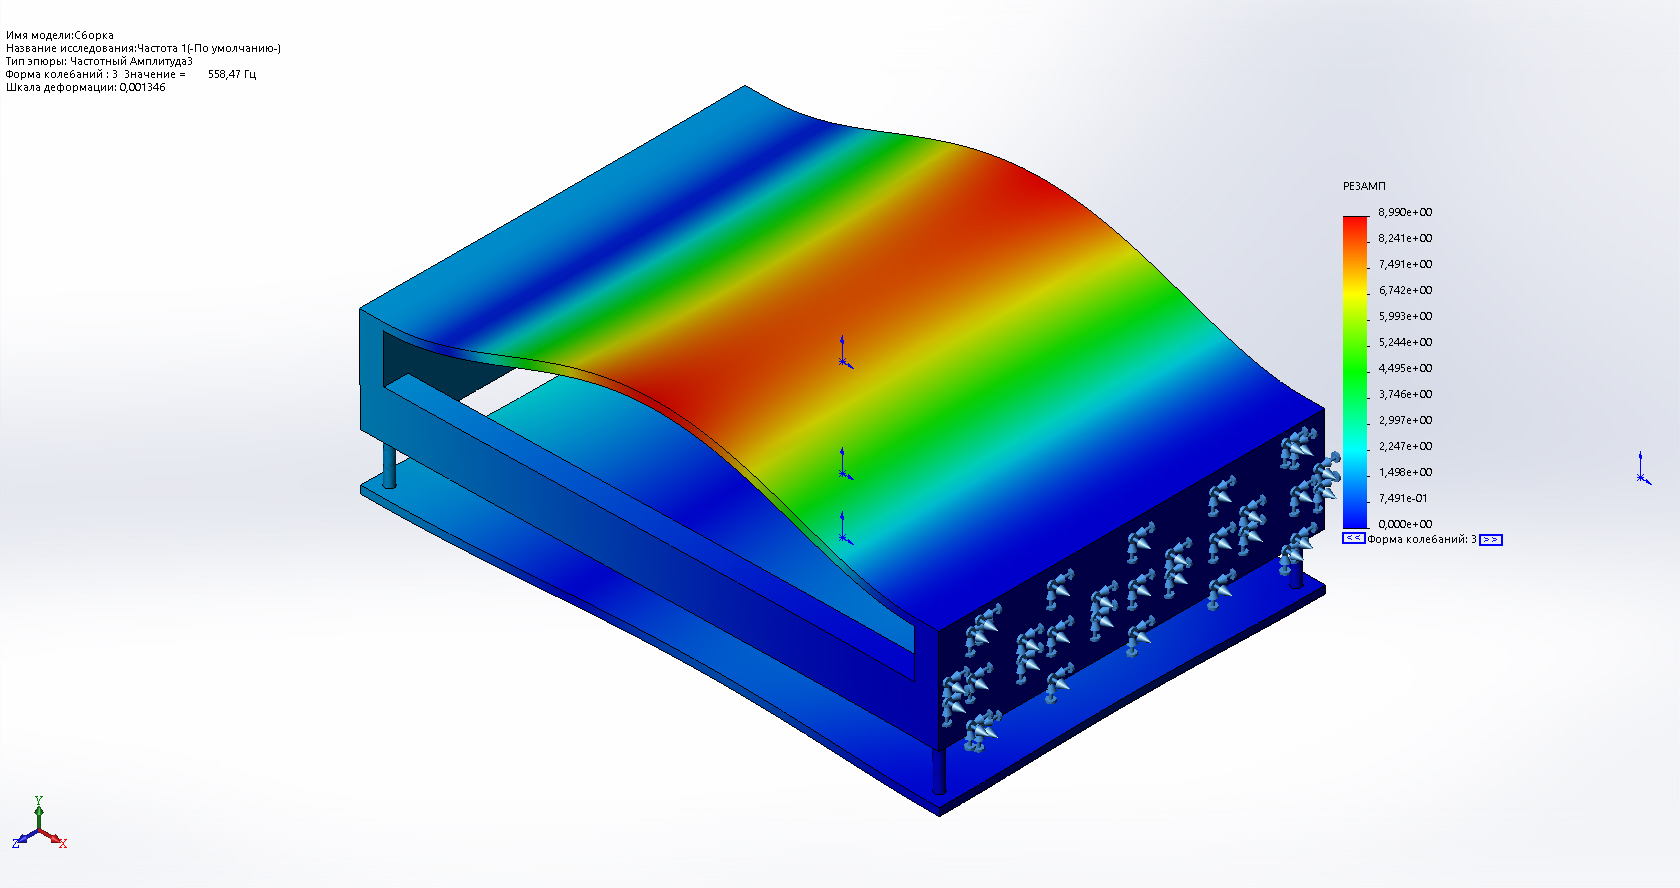 Имя модели:Сборка
Название исследования:Частота 1(-По умолчанию-)
Тип эпюры: Частотный Амплитуда3
Форма колебаний : 3 Значение = 558,47 Гц
Шкала деформации: 0,001346
РЕЗАМП
8,990e+00
8,241e+00
7,491e+00
6,742e+00
5,993e+00
5,244e+00
4,495e+00
3,746e+00
2,997e+00
2,247e+00
1,498e+00
7,491e-01
0,000e+00
<< Форма колебаний: 3 >>
Y
Z X